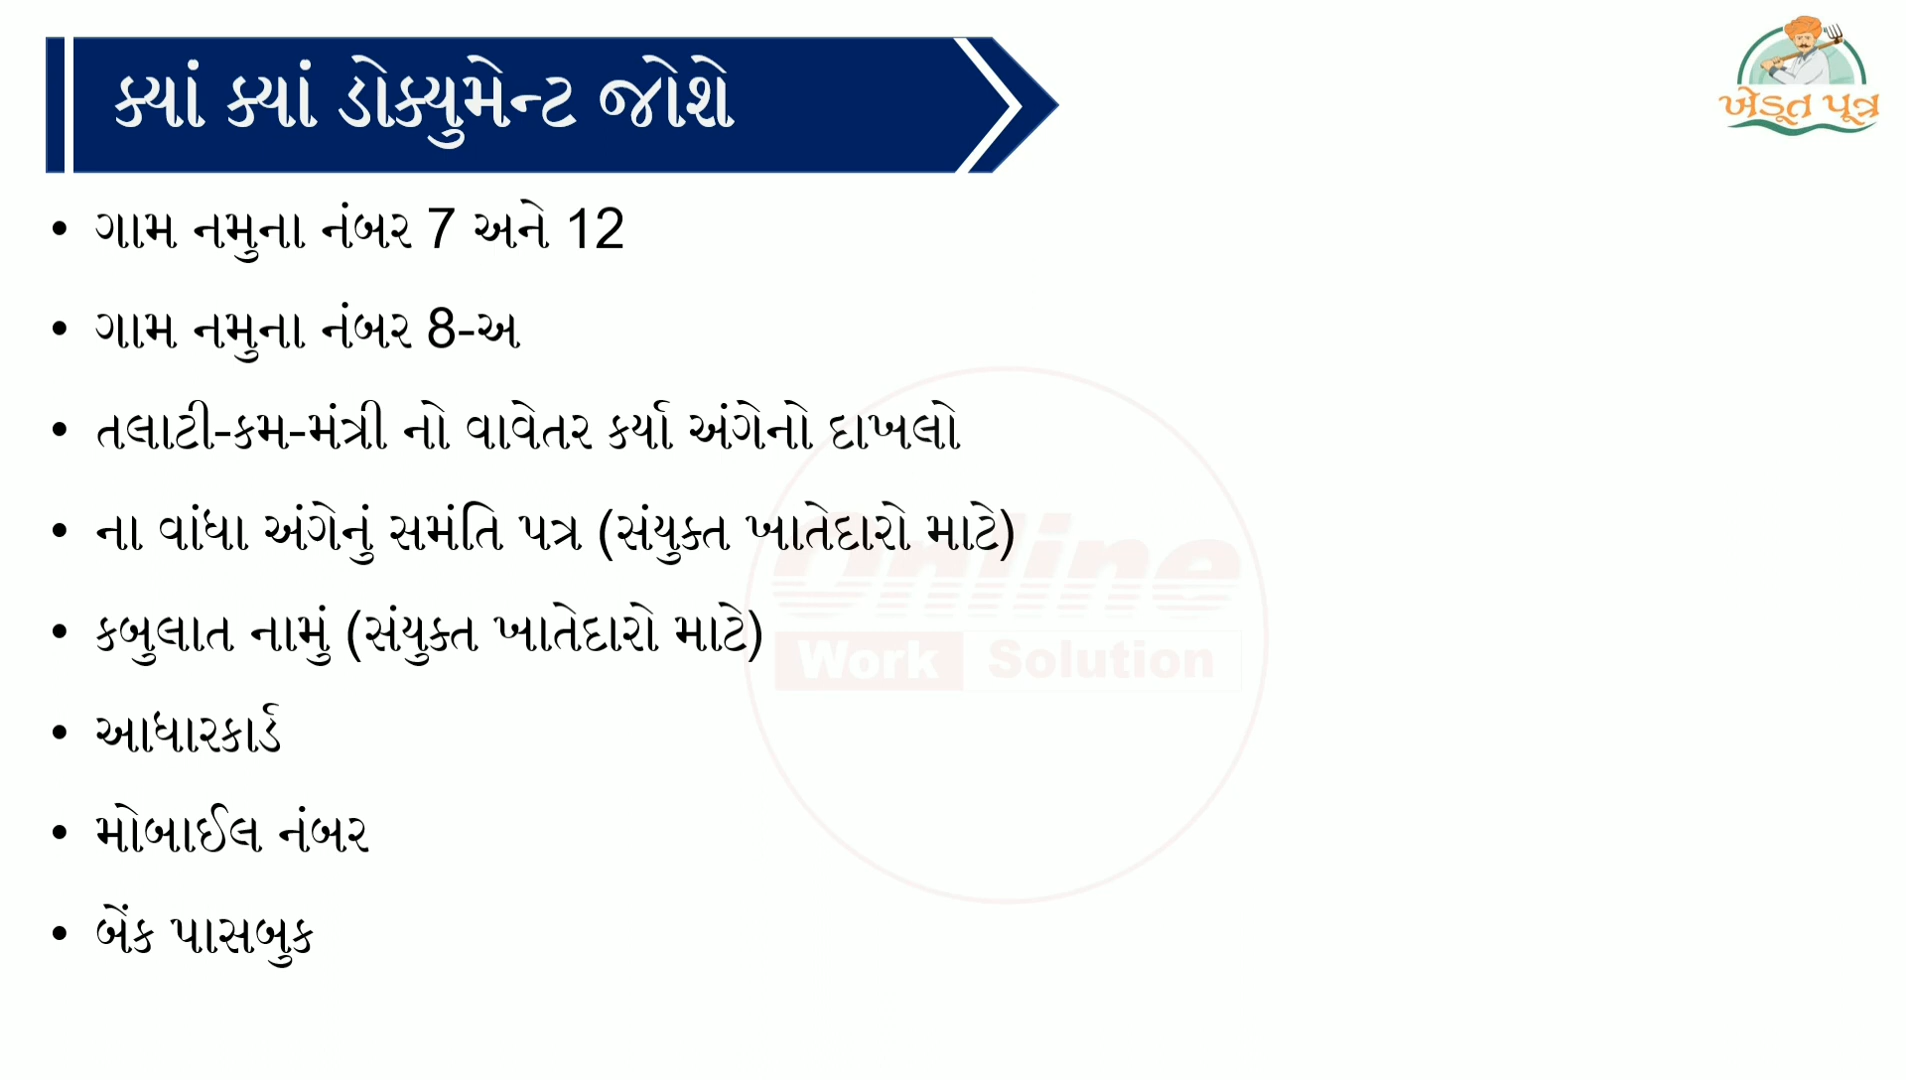 ક્યાં ક્યાં ડોક્યુમેન્ટ જોશે
ખેડૂત પૂત્ર
• ગામ નમુના નંબર 7 અને 12
• ગામ નમુના નંબર 8-અ
• તલાટી-કમ-મંત્રી નો વાવેતર કર્યા અંગેનો દાખલો
• ના વાંધા અંગેનું સમંતિ પત્ર (સંયુક્ત ખાતેદારો માટે)
• કબુલાત નામું (સંયુક્ત ખાતેદારો માટે)
• આધારકાર્ડ
• મોબાઈલ નંબર
• બેંક પાસબુક
Online
Work Solution